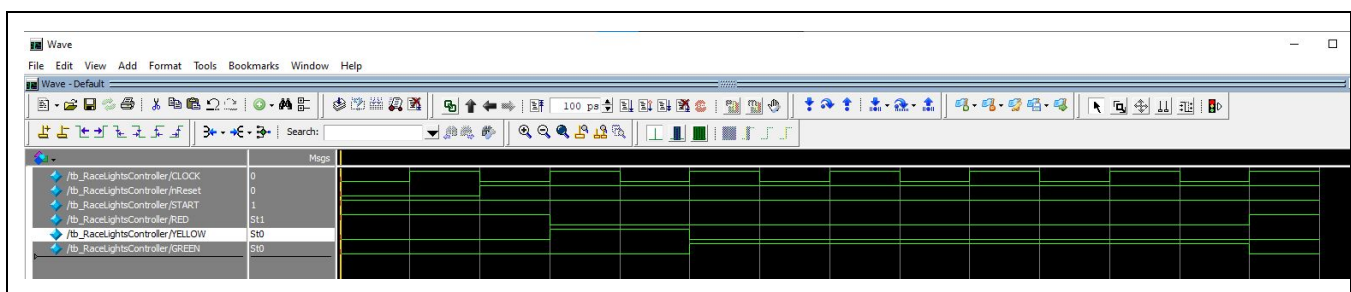 Wave
File Edit View Add Format Tools Bookmarks Window Help
Wave - Default
100 ps
Search:
Msgs
/tb_RaceLightsController/CLOCK 0
/tb_RaceLightsController/nReset 0
/tb_RaceLightsController/START 1
/tb_RaceLightsController/RED St1
/tb_RaceLightsController/YELLOW St0
/tb_RaceLightsController/GREEN St0